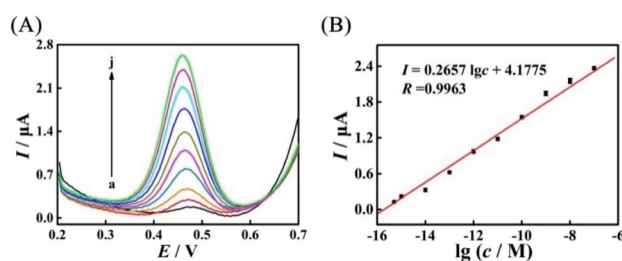 (A)
2.8
2.1
1.4
0.7
0.0
I / μA
j
a
0.2 0.3 0.4 0.5 0.6 0.7
E / V
(B)
2.4
1.8
1.2
0.6
0.0
I / μA
I = 0.2657 lgc + 4.1775
R =0.9963
-16 -14 -12 -10 -8 -6
lg (c / M)